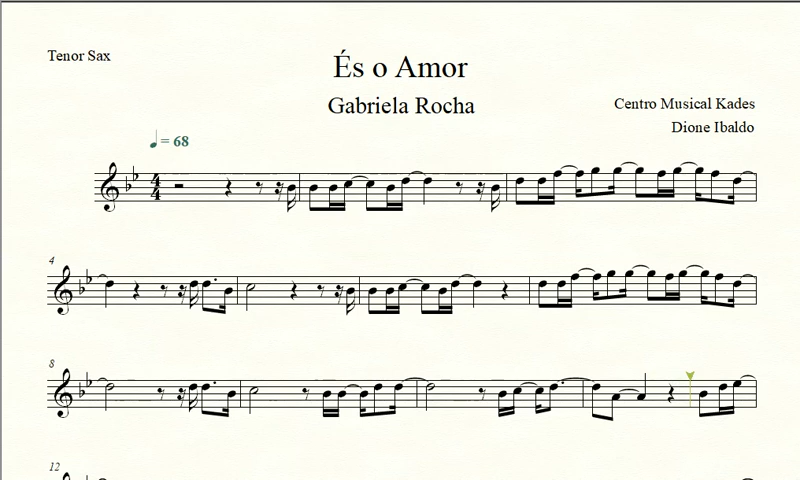 Tenor Sax
És o Amor
Gabriela Rocha
Centro Musical Kades
Dione Ibaldo
= 68
4
4
4
8
12